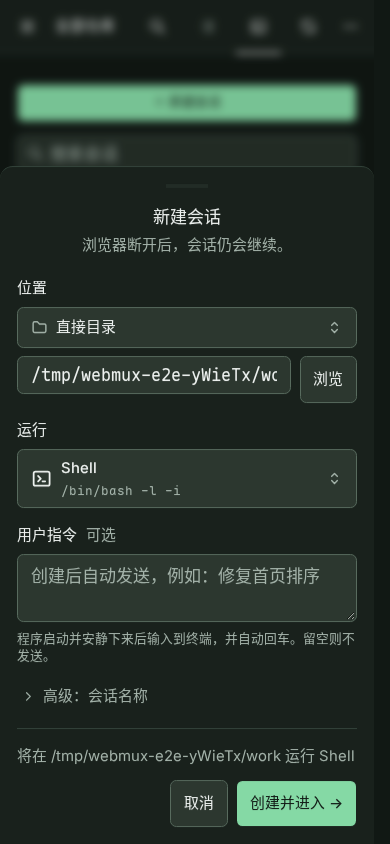 新建会话
浏览器断开后，会话仍会继续。
位置
直接目录
/tmp/webmux-e2e-yWieTx/wc
浏览
运行
Shell
/bin/bash -l -i
用户指令 可选
创建后自动发送，例如：修复首页排序
程序启动并安静下来后输入到终端，并自动回车。留空则不
发送。
高级：会话名称
将在 /tmp/webmux-e2e-yWieTx/work 运行 Shell
取消
创建并进入 →